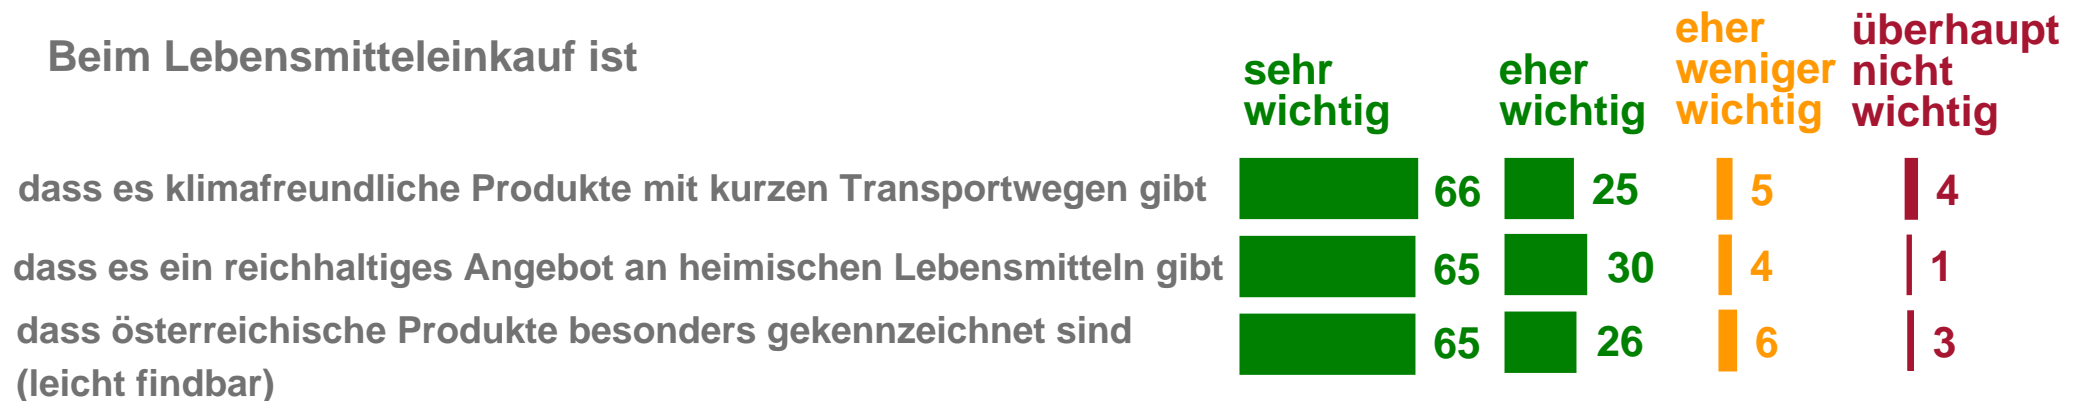 Beim Lebensmitteleinkauf ist
sehr
wichtig
eher
wichtig
eher
weniger
wichtig
überhaupt
nicht
wichtig
dass es klimafreundliche Produkte mit kurzen Transportwegen gibt 66 25 5 4
dass es ein reichhaltiges Angebot an heimischen Lebensmitteln gibt 65 30 4 1
dass österreichische Produkte besonders gekennzeichnet sind 65 26 6 3
(leicht findbar)